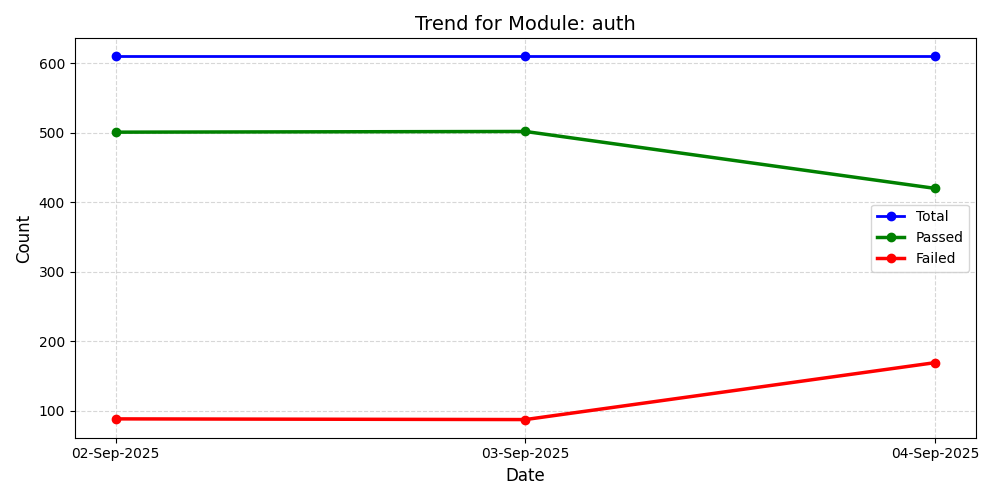 Trend for Module: auth
600
500
400
300
200
100
Count
Total
Passed
Failed
02-Sep-2025
03-Sep-2025
04-Sep-2025
Date